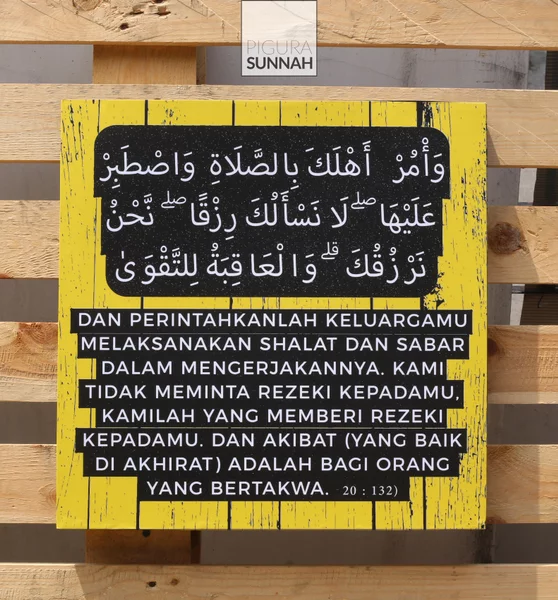 PIGURA
SUNNAH
وَأْمُرْ أَهْلَكَ بِالصَّلَاةِ وَاصْطَبِرْ
عَلَيْهَا ۖ لَا نَسْأَلُكَ رِزْقًا ۖ نَّحْنُ
نَرْزُقُكَ ۗ وَالْعَاقِبَةُ لِلتَّقْوَىٰ
DAN PERINTAHKANLAH KELUARGAMU
MELAKSANAKAN SHALAT DAN SABAR
DALAM MENGERJAKANNYA. KAMI
TIDAK MEMINTA REZEKI KEPADAMU,
KAMILAH YANG MEMBERI REZEKI
KEPADAMU. DAN AKIBAT (YANG BAIK
DI AKHIRAT) ADALAH BAGI ORANG
YANG BERTAKWA. 20 : 132)